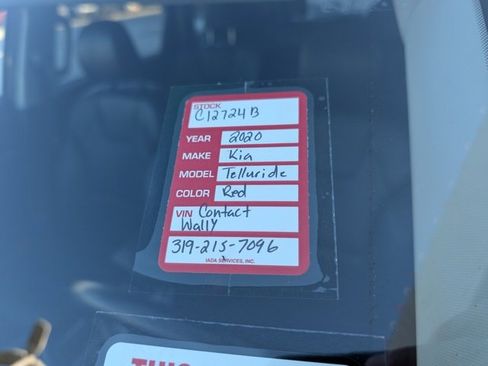 STOCK
C12724B
YEAR 2020
MAKE Kia
MODEL Telluride
COLOR Red
VIN Contact
Wally
319-215-7096
IADA SERVICES, INC.